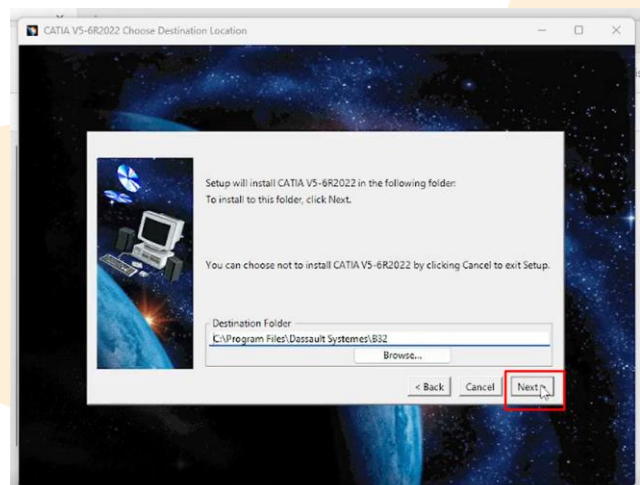 CATIA V5-6R2022 Choose Destination Location
Setup will install CATIA V5-6R2022 in the following folder:
To install to this folder, click Next.
You can choose not to install CATIA V5-6R2022 by clicking Cancel to exit Setup.
Destination Folder
C:\Program Files\Dassault Systemes\B32
Browse...
< Back Cancel Next >